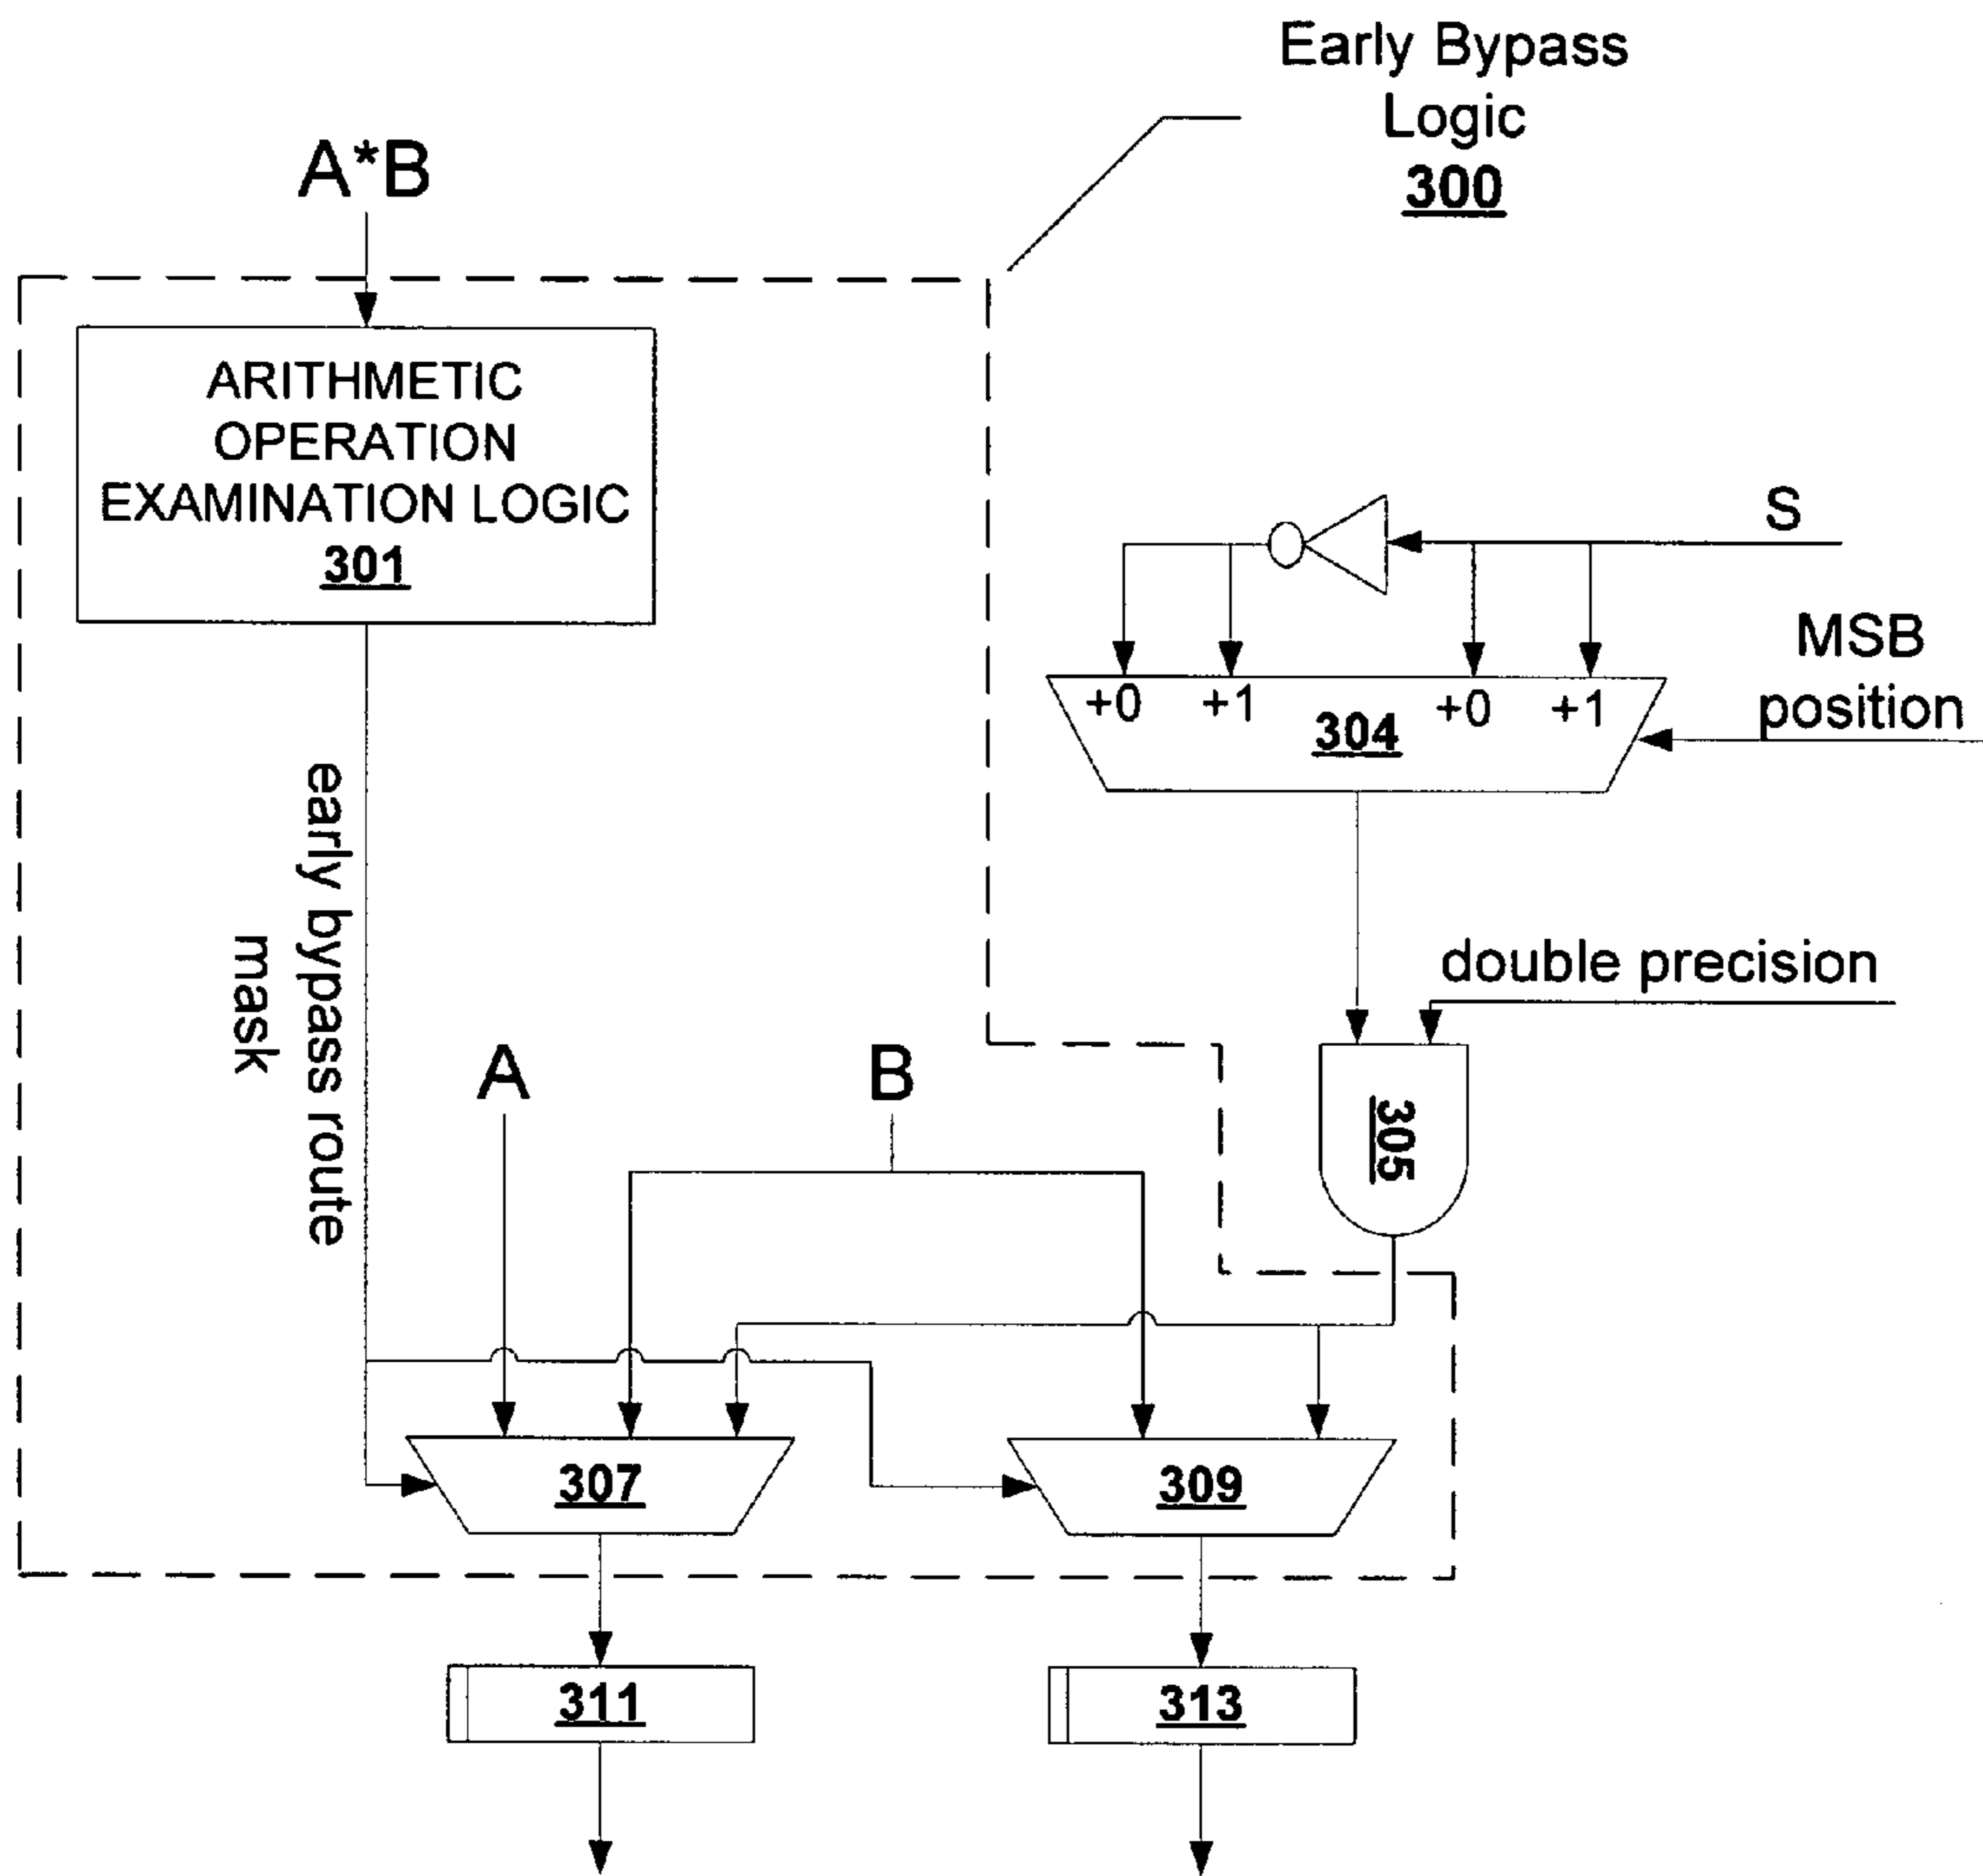 Early Bypass
Logic
300
A*B
ARITHMETIC
OPERATION
EXAMINATION LOGIC
301
S
MSB
position
+0 +1 +0 +1
304
early bypass route
mask
double precision
305
A
B
307
309
311
313